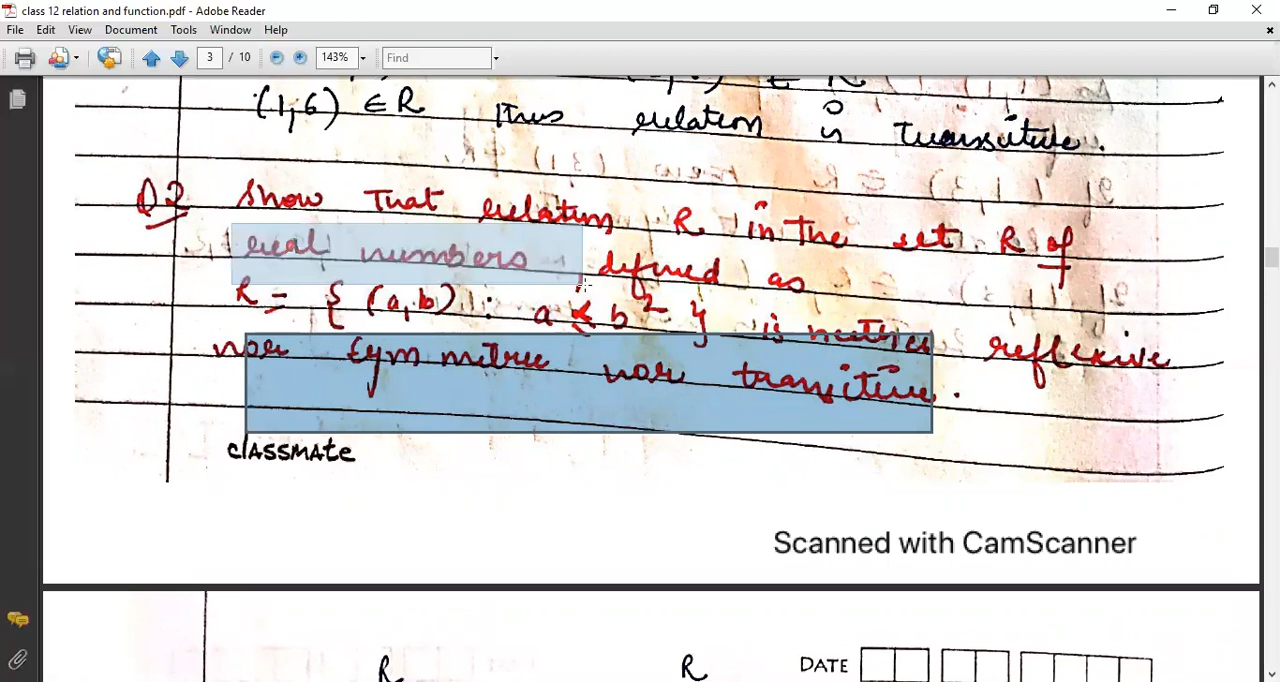 class 12 relation and function.pdf - Adobe Reader
File Edit View Document Tools Window Help
3 / 10 143% Find
(1,6) ∈ R Thus relation is transitive.
Q2 Show That relation R in the set R of
real numbers, defined as
R = { (a,b) : a ≤ b² } is neither reflexive
nor symmetric nor transitive.
classmate
Scanned with CamScanner
R R DATE